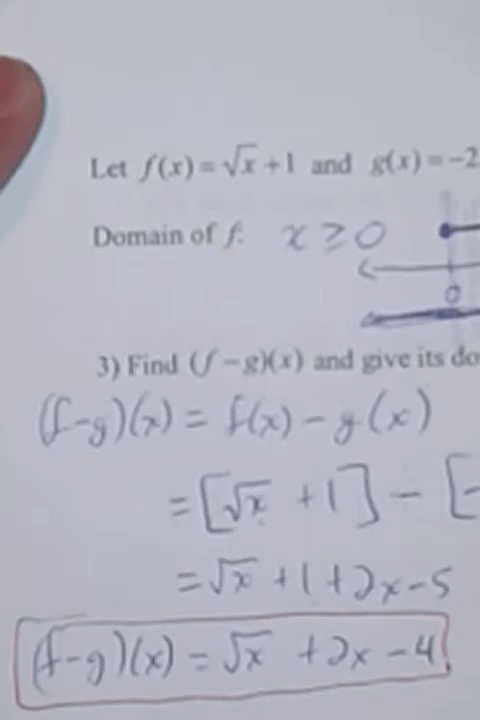 Let f(x) = √x + 1 and g(x) = -2
Domain of f: x ≥ 0
0
3) Find (f - g)(x) and give its do
(f-g)(x) = f(x) - g(x)
= [√x + 1] - [-
= √x + 1 + 2x - 5
(f-g)(x) = √x + 2x - 4